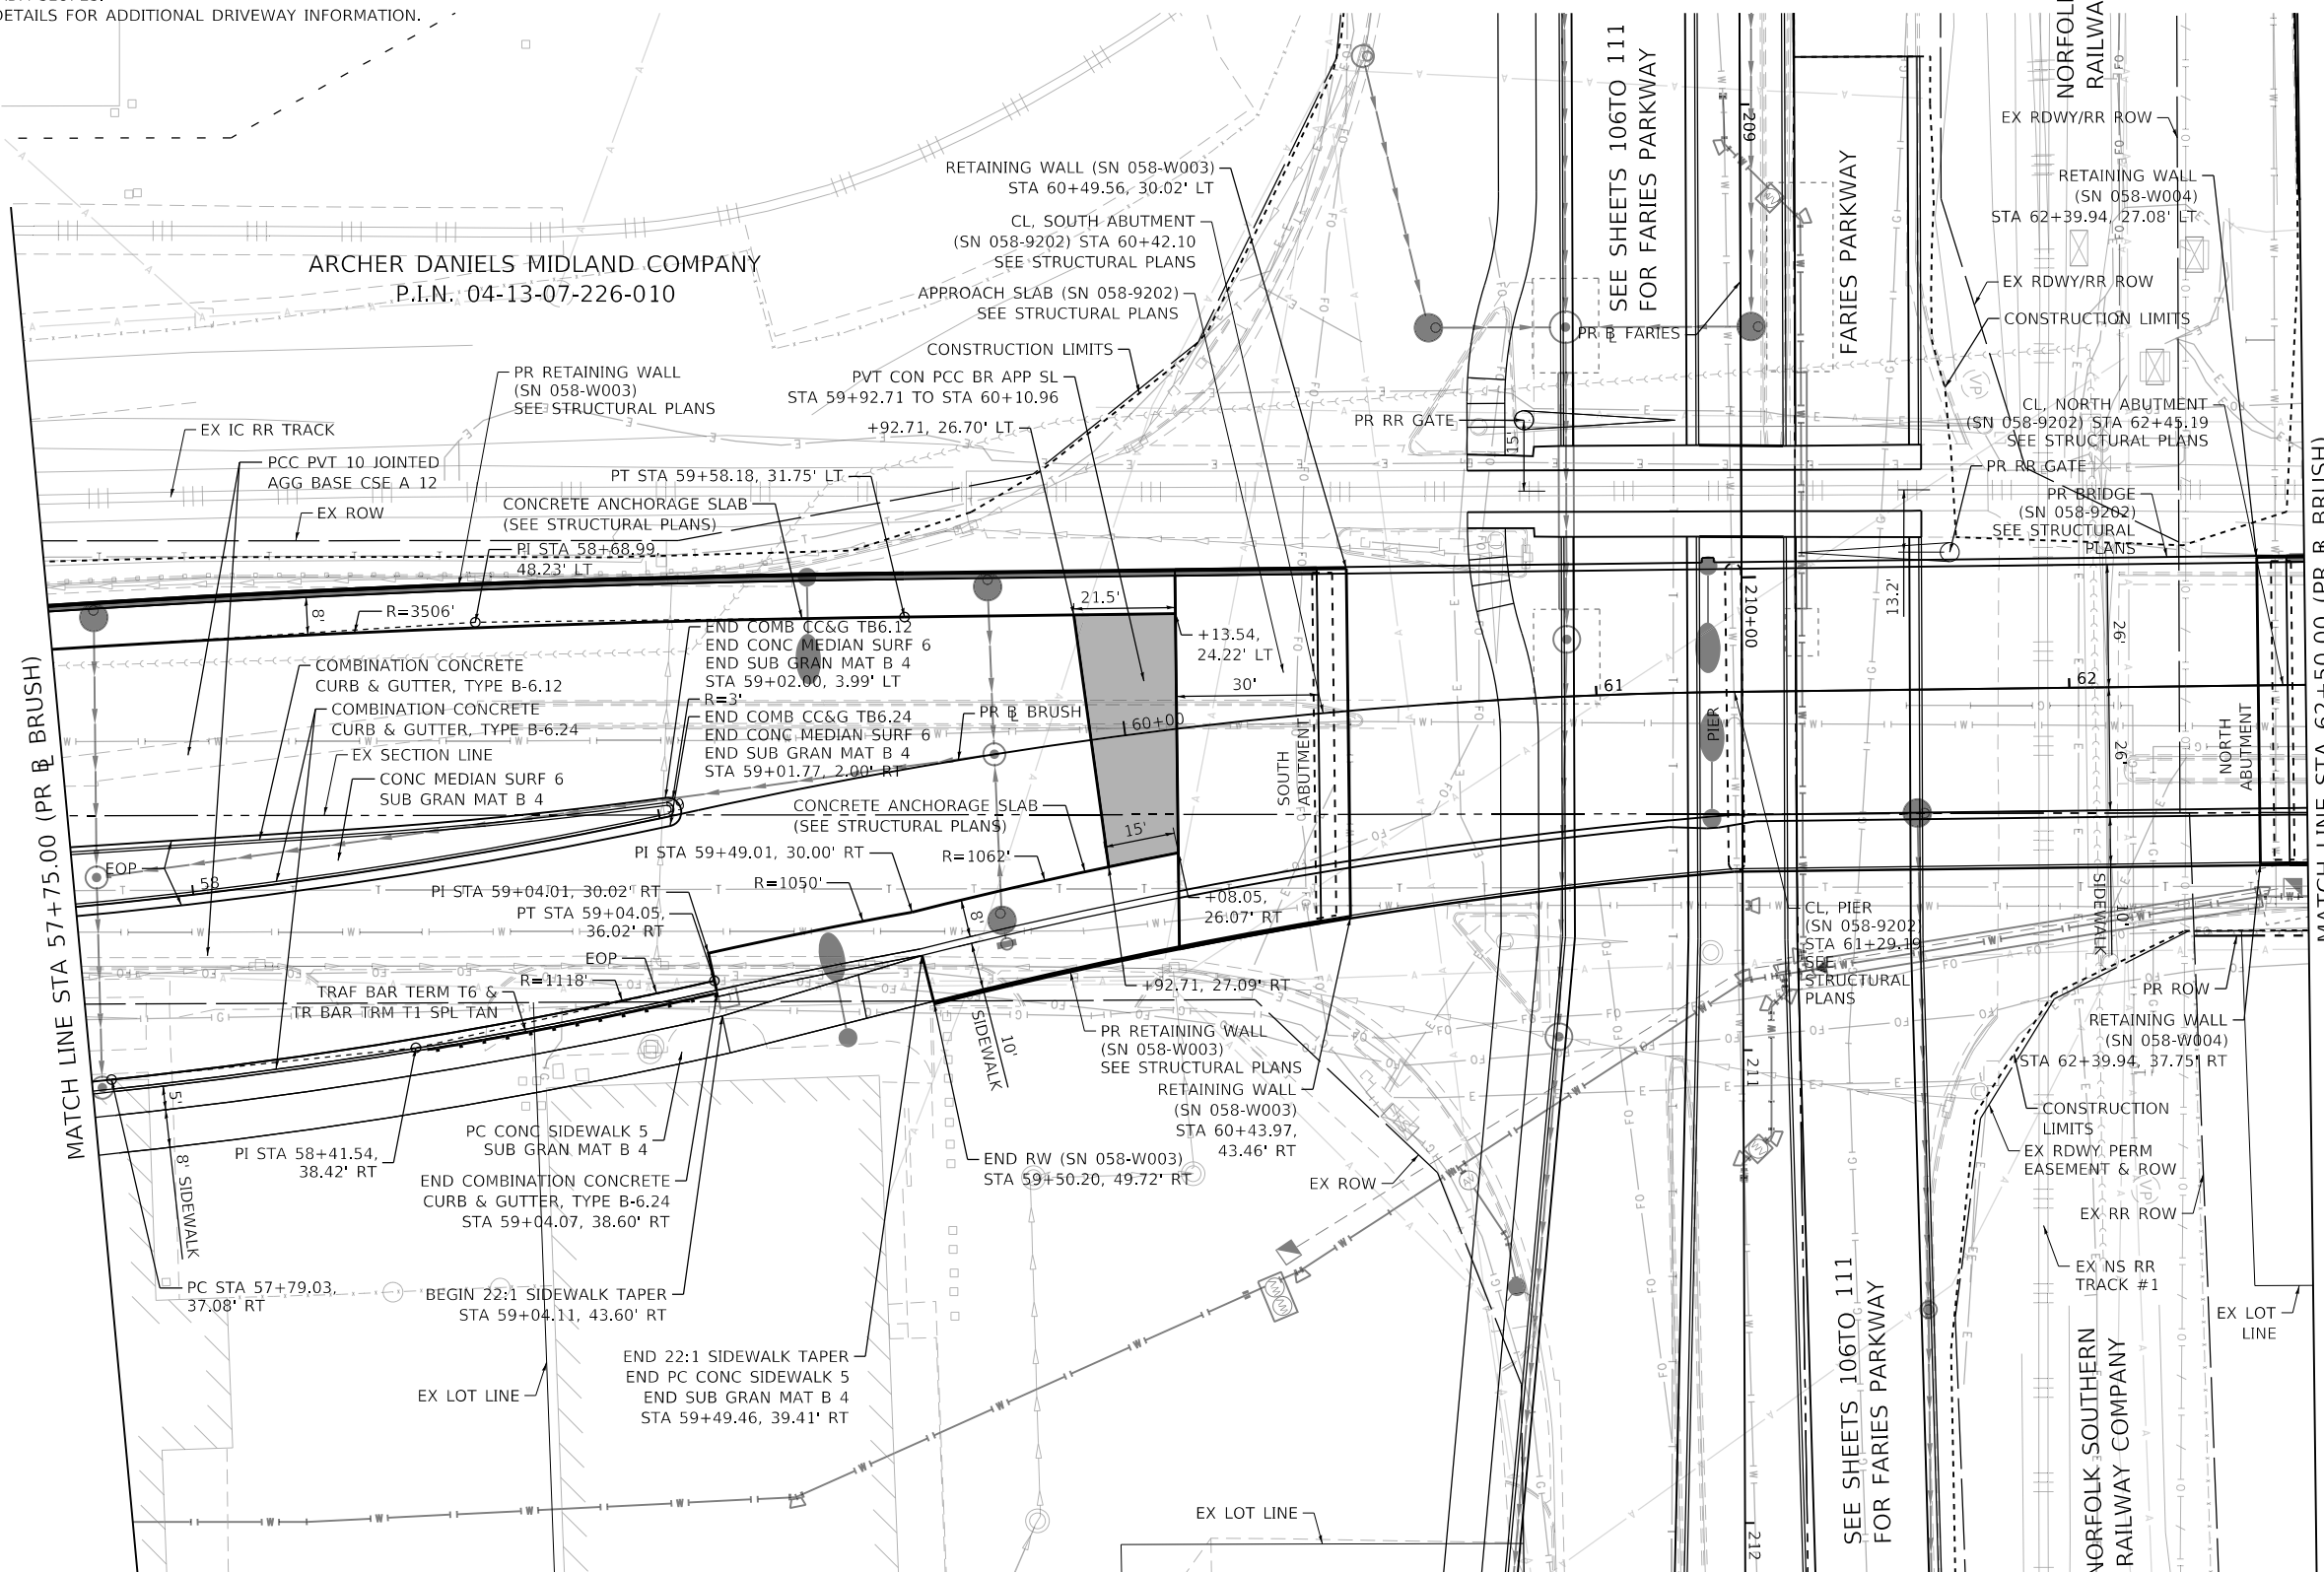 DETAILS FOR ADDITIONAL DRIVEWAY INFORMATION.
ARCHER DANIELS MIDLAND COMPANY
P.I.N. 04-13-07-226-010
RETAINING WALL (SN 058-W003)
STA 60+49.56, 30.02' LT
CL, SOUTH ABUTMENT
(SN 058-9202) STA 60+42.10
SEE STRUCTURAL PLANS
APPROACH SLAB (SN 058-9202)
SEE STRUCTURAL PLANS
CONSTRUCTION LIMITS
PVT CON PCC BR APP SL
STA 59+92.71 TO STA 60+10.96
+92.71, 26.70' LT
PT STA 59+58.18, 31.75' LT
PR RETAINING WALL
(SN 058-W003)
SEE STRUCTURAL PLANS
EX IC RR TRACK
PCC PVT 10 JOINTED
AGG BASE CSE A 12
EX ROW
CONCRETE ANCHORAGE SLAB
(SEE STRUCTURAL PLANS)
PI STA 58+68.99,
48.23' LT
8'
R=3506'
COMBINATION CONCRETE
CURB & GUTTER, TYPE B-6.12
COMBINATION CONCRETE
CURB & GUTTER, TYPE B-6.24
EX SECTION LINE
CONC MEDIAN SURF 6
SUB GRAN MAT B 4
END COMB CC&G TB6.12
END CONC MEDIAN SURF 6
END SUB GRAN MAT B 4
STA 59+02.00, 3.99' LT
R=3'
END COMB CC&G TB6.24
END CONC MEDIAN SURF 6
END SUB GRAN MAT B 4
STA 59+01.77, 2.00' RT
PR BL BRUSH
21.5'
+13.54,
24.22' LT
30'
60+00
61
62
58
EOP
15'
SOUTH
ABUTMENT
CONCRETE ANCHORAGE SLAB
(SEE STRUCTURAL PLANS)
PI STA 59+49.01, 30.00' RT
R=1062'
R=1050'
PI STA 59+04.01, 30.02' RT
PT STA 59+04.05,
36.02' RT
EOP
R=1118'
TRAF BAR TERM T6 &
TR BAR TRM T1 SPL TAN
8'
+08.05,
26.07' RT
+92.71, 27.09' RT
10'
SIDEWALK
PR RETAINING WALL
(SN 058-W003)
SEE STRUCTURAL PLANS
RETAINING WALL
(SN 058-W003)
STA 60+43.97,
43.46' RT
EX ROW
5'
8' SIDEWALK
PI STA 58+41.54,
38.42' RT
PC CONC SIDEWALK 5
SUB GRAN MAT B 4
END COMBINATION CONCRETE
CURB & GUTTER, TYPE B-6.24
STA 59+04.07, 38.60' RT
END RW (SN 058-W003)
STA 59+50.20, 49.72' RT
PC STA 57+79.03,
37.08' RT
BEGIN 22:1 SIDEWALK TAPER
STA 59+04.11, 43.60' RT
END 22:1 SIDEWALK TAPER
END PC CONC SIDEWALK 5
END SUB GRAN MAT B 4
STA 59+49.46, 39.41' RT
EX LOT LINE
EX LOT LINE
MATCH LINE STA 57+75.00 (PR BL BRUSH)
SEE SHEETS 106TO 111
FOR FARIES PARKWAY
PR BL FARIES
FARIES PARKWAY
209
210+00
211
212
PR RR GATE
15'
13.2'
PIER
CL, PIER
(SN 058-9202)
STA 61+29.19
SEE
STRUCTURAL
PLANS
SEE SHEETS 106TO 111
FOR FARIES PARKWAY
EX RDWY/RR ROW
RETAINING WALL
(SN 058-W004)
STA 62+39.94, 27.08' LT
EX RDWY/RR ROW
CONSTRUCTION LIMITS
CL, NORTH ABUTMENT
(SN 058-9202) STA 62+45.19
SEE STRUCTURAL PLANS
PR RR GATE
PR BRIDGE
(SN 058-9202)
SEE STRUCTURAL
PLANS
26'
26'
NORTH
ABUTMENT
SIDEWALK
10'
PR ROW
RETAINING WALL
(SN 058-W004)
STA 62+39.94, 37.75' RT
CONSTRUCTION
LIMITS
EX RDWY PERM
EASEMENT & ROW
EX RR ROW
EX NS RR
TRACK #1
EX LOT
LINE
NORFOLK SOUTHERN
RAILWAY COMPANY
MATCH LINE STA 62+50.00 (PR BL BRUSH)